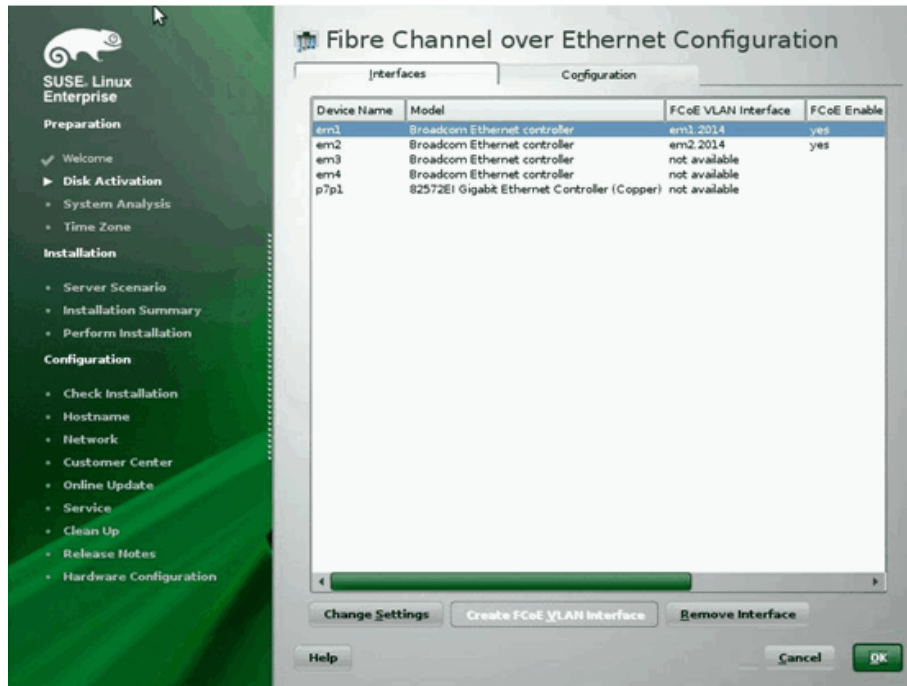 SUSE. Linux
Enterprise
Preparation
Welcome
Disk Activation
System Analysis
Time Zone
Installation
Server Scenario
Installation Summary
Perform Installation
Configuration
Check Installation
Hostname
Network
Customer Center
Online Update
Service
Clean Up
Release Notes
Hardware Configuration
Fibre Channel over Ethernet Configuration
Interfaces Configuration
Device Name Model FCoE VLAN Interface FCoE Enable
em1 Broadcom Ethernet controller em1.2014 yes
em2 Broadcom Ethernet controller em2.2014 yes
em3 Broadcom Ethernet controller not available
em4 Broadcom Ethernet controller not available
p7p1 82572EI Gigabit Ethernet Controller (Copper) not available
Change Settings Create FCoE VLAN Interface Remove Interface
Help Cancel OK